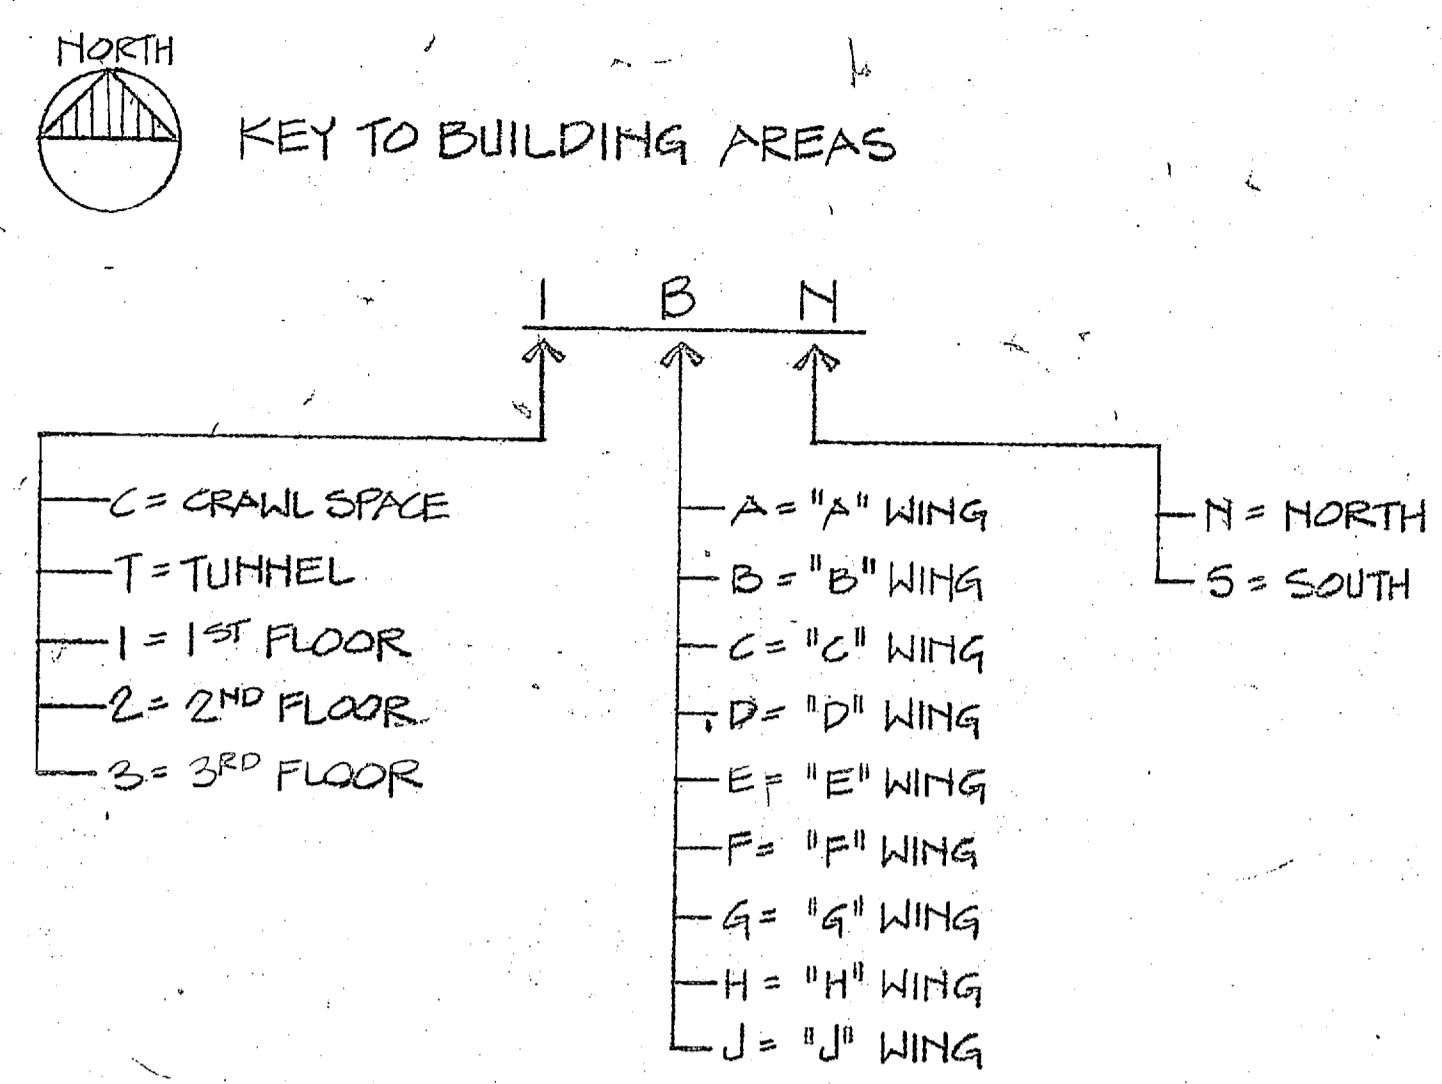 NORTH
KEY TO BUILDING AREAS
1 B N
C = CRAWL SPACE
T = TUNNEL
1 = 1ST FLOOR
2 = 2ND FLOOR
3 = 3RD FLOOR
A = "A" WING
B = "B" WING
C = "C" WING
D = "D" WING
E = "E" WING
F = "F" WING
G = "G" WING
H = "H" WING
J = "J" WING
N = NORTH
S = SOUTH